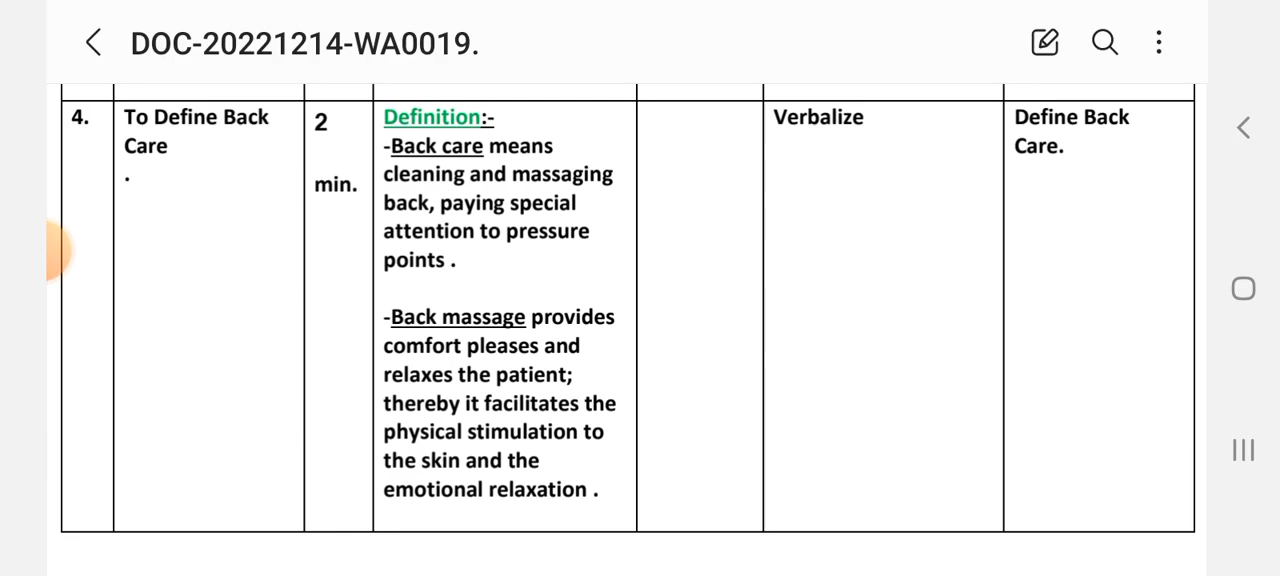 DOC-20221214-WA0019.
4.
To Define Back
Care
.
2
min.
Definition:-
-Back care means
cleaning and massaging
back, paying special
attention to pressure
points .
-Back massage provides
comfort pleases and
relaxes the patient;
thereby it facilitates the
physical stimulation to
the skin and the
emotional relaxation .
Verbalize
Define Back
Care.